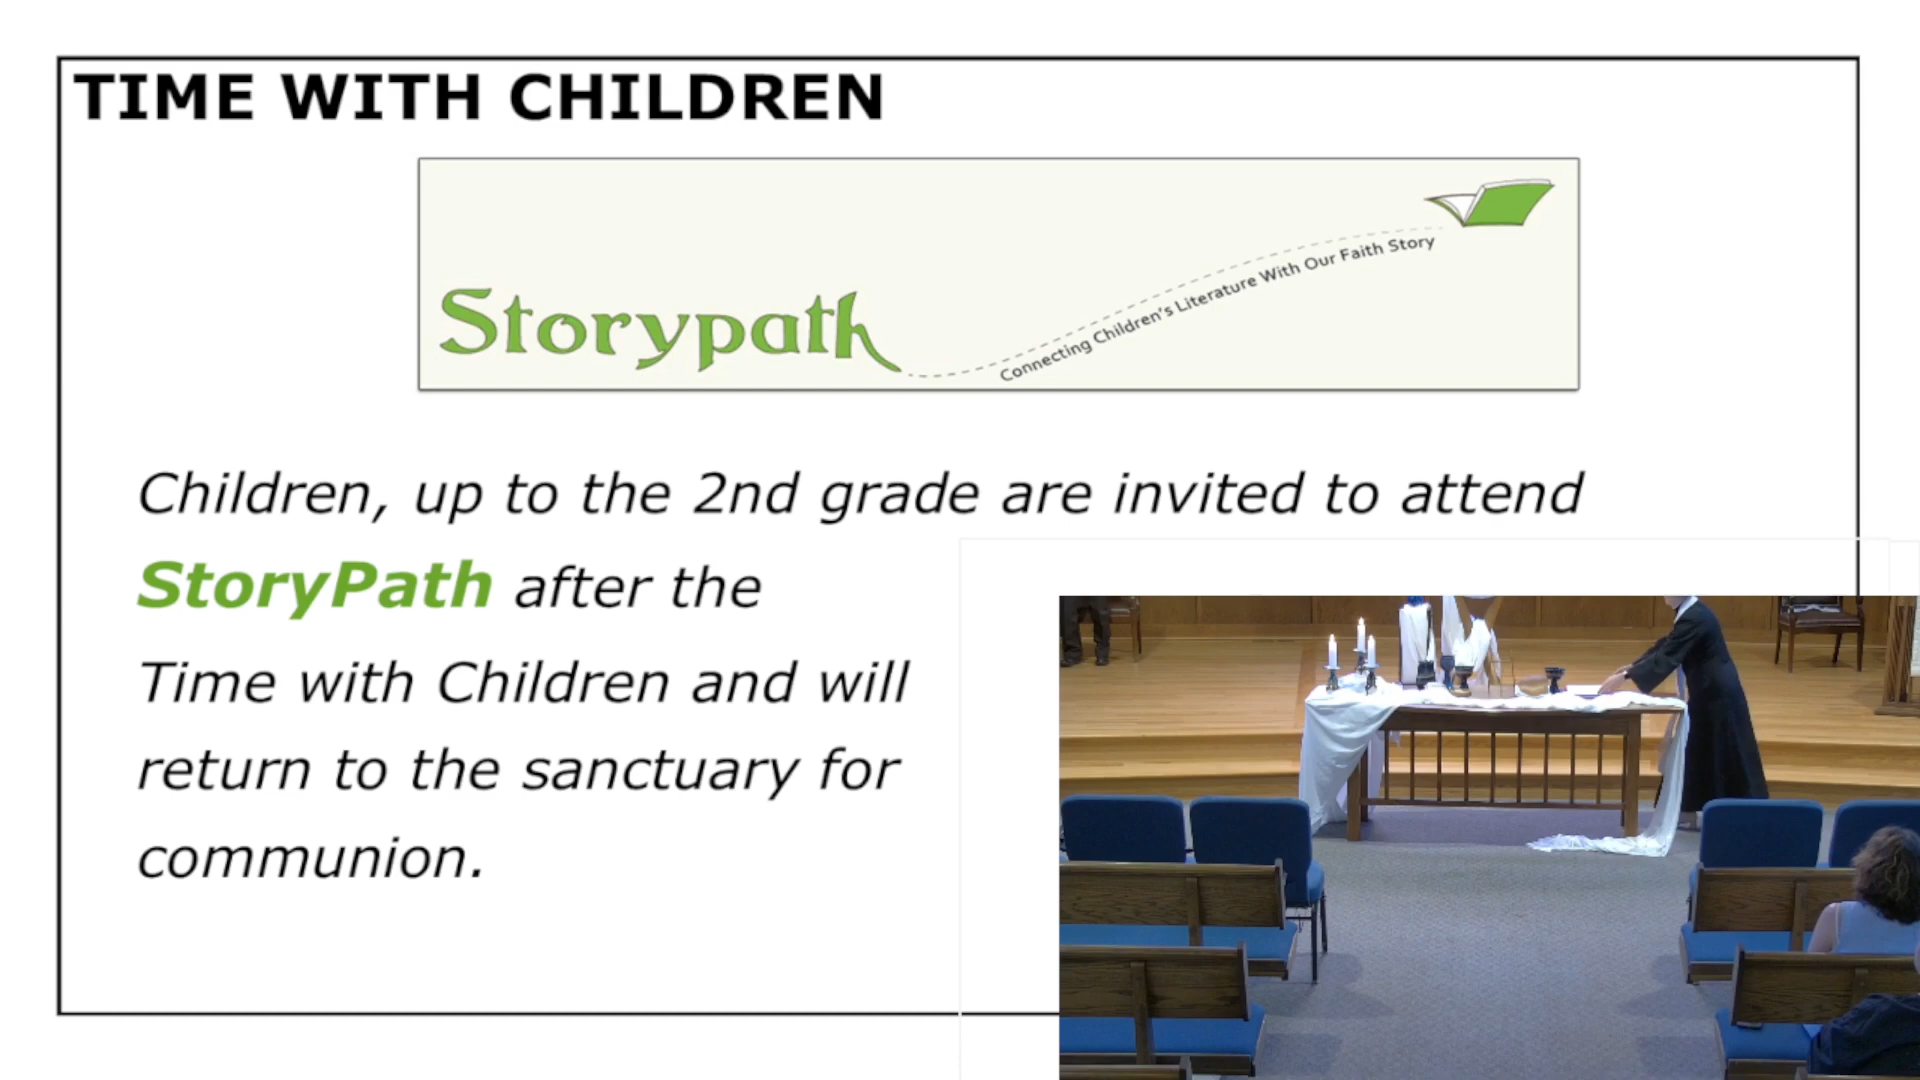 TIME WITH CHILDREN
Storypath
Connecting Children's Literature With Our Faith Story
Children, up to the 2nd grade are invited to attend
StoryPath after the
Time with Children and will
return to the sanctuary for
communion.